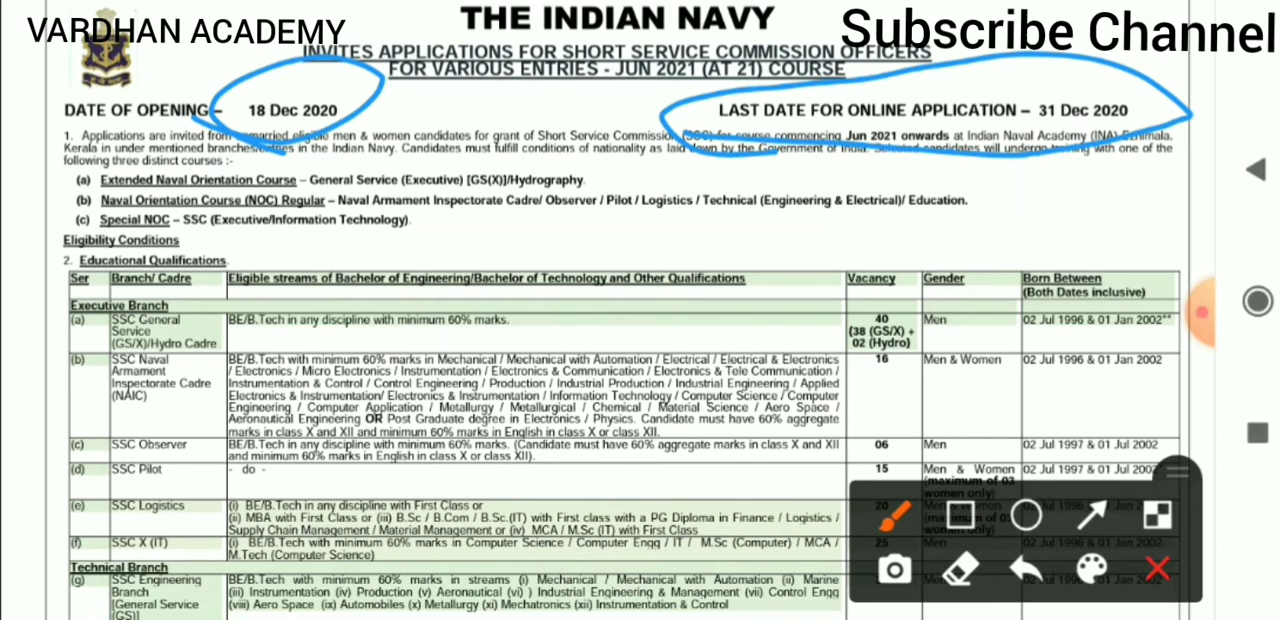 THE INDIAN NAVY
VARDHAN ACADEMY
Subscribe Channel
INVITES APPLICATIONS FOR SHORT SERVICE COMMISSION OFFICERS
FOR VARIOUS ENTRIES - JUN 2021 (AT 21) COURSE
DATE OF OPENING – 18 Dec 2020 LAST DATE FOR ONLINE APPLICATION – 31 Dec 2020
1. Applications are invited from unmarried eligible men & women candidates for grant of Short Service Commission (SSC) for course commencing Jun 2021 onwards at Indian Naval Academy (INA) Ezhimala,
Kerala in under mentioned branches/entries in the Indian Navy. Candidates must fulfill conditions of nationality as laid down by the Government of India. Selected candidates will undergo training with one of the
following three distinct courses :-
(a) Extended Naval Orientation Course – General Service (Executive) [GS(X)]/Hydrography.
(b) Naval Orientation Course (NOC) Regular – Naval Armament Inspectorate Cadre/ Observer / Pilot / Logistics / Technical (Engineering & Electrical)/ Education.
(c) Special NOC – SSC (Executive/Information Technology).
Eligibility Conditions
2. Educational Qualifications.
Ser Branch/ Cadre Eligible streams of Bachelor of Engineering/Bachelor of Technology and Other Qualifications Vacancy Gender Born Between
(Both Dates inclusive)
Executive Branch
(a) SSC General BE/B.Tech in any discipline with minimum 60% marks. 40 Men 02 Jul 1996 & 01 Jan 2002**
Service (38 (GS/X) +
(GS/X)/Hydro Cadre 02 (Hydro)
(b) SSC Naval BE/B.Tech with minimum 60% marks in Mechanical / Mechanical with Automation / Electrical / Electrical & Electronics 16 Men & Women 02 Jul 1996 & 01 Jan 2002
Armament / Electronics / Micro Electronics / Instrumentation / Electronics & Communication / Electronics & Tele Communication /
Inspectorate Cadre Instrumentation & Control / Control Engineering / Production / Industrial Production / Industrial Engineering / Applied
(NAIC) Electronics & Instrumentation/ Electronics & Instrumentation / Information Technology / Computer Science / Computer
Engineering / Computer Application / Metallurgy / Metallurgical / Chemical / Material Science / Aero Space /
Aeronautical Engineering OR Post Graduate degree in Electronics / Physics. Candidate must have 60% aggregate
marks in class X and XII and minimum 60% marks in English in class X or class XII.
(c) SSC Observer BE/B.Tech in any discipline with minimum 60% marks. (Candidate must have 60% aggregate marks in class X and XII 06 Men 02 Jul 1997 & 01 Jul 2002
and minimum 60% marks in English in class X or class XII).
(d) SSC Pilot - do - 15 Men & Women 02 Jul 1997 & 01 Jul 2002
(maximum of 03
women only)
(e) SSC Logistics (i) BE/B.Tech in any discipline with First Class or 20
(ii) MBA with First Class or (iii) B.Sc / B.Com / B.Sc.(IT) with First class with a PG Diploma in Finance / Logistics /
Supply Chain Management / Material Management or (iv) MCA / M.Sc (IT) with First Class
(f) SSC X (IT) (i) BE/B.Tech with minimum 60% marks in Computer Science / Computer Engg / IT / M.Sc (Computer) / MCA / 25 Men 02 Jul 1996 & 01 Jan 2002
M.Tech (Computer Science)
Technical Branch
(g) SSC Engineering BE/B.Tech with minimum 60% marks in streams (i) Mechanical / Mechanical with Automation (ii) Marine
Branch (iii) Instrumentation (iv) Production (v) Aeronautical (vi) ) Industrial Engineering & Management (vii) Control Engg
[General Service (viii) Aero Space (ix) Automobiles (x) Metallurgy (xi) Mechatronics (xii) Instrumentation & Control
(GS)]